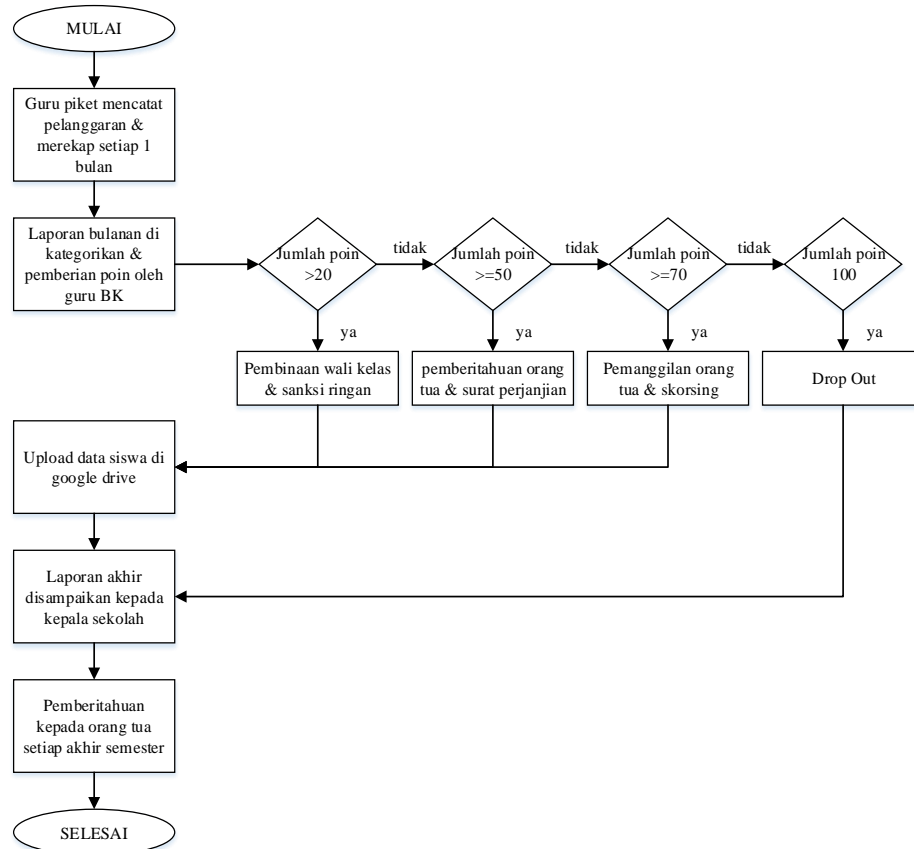 MULAI
Guru piket mencatat
pelanggaran &
merekap setiap 1
bulan
Laporan bulanan di
kategorikan &
pemberian poin oleh
guru BK
Jumlah poin
>20
tidak
Jumlah poin
>=50
tidak
Jumlah poin
>=70
tidak
Jumlah poin
100
ya
ya
ya
ya
Pembinaan wali kelas
& sanksi ringan
pemberitahuan orang
tua & surat perjanjian
Pemanggilan orang
tua & skorsing
Drop Out
Upload data siswa di
google drive
Laporan akhir
disampaikan kepada
kepala sekolah
Pemberitahuan
kepada orang tua
setiap akhir semester
SELESAI